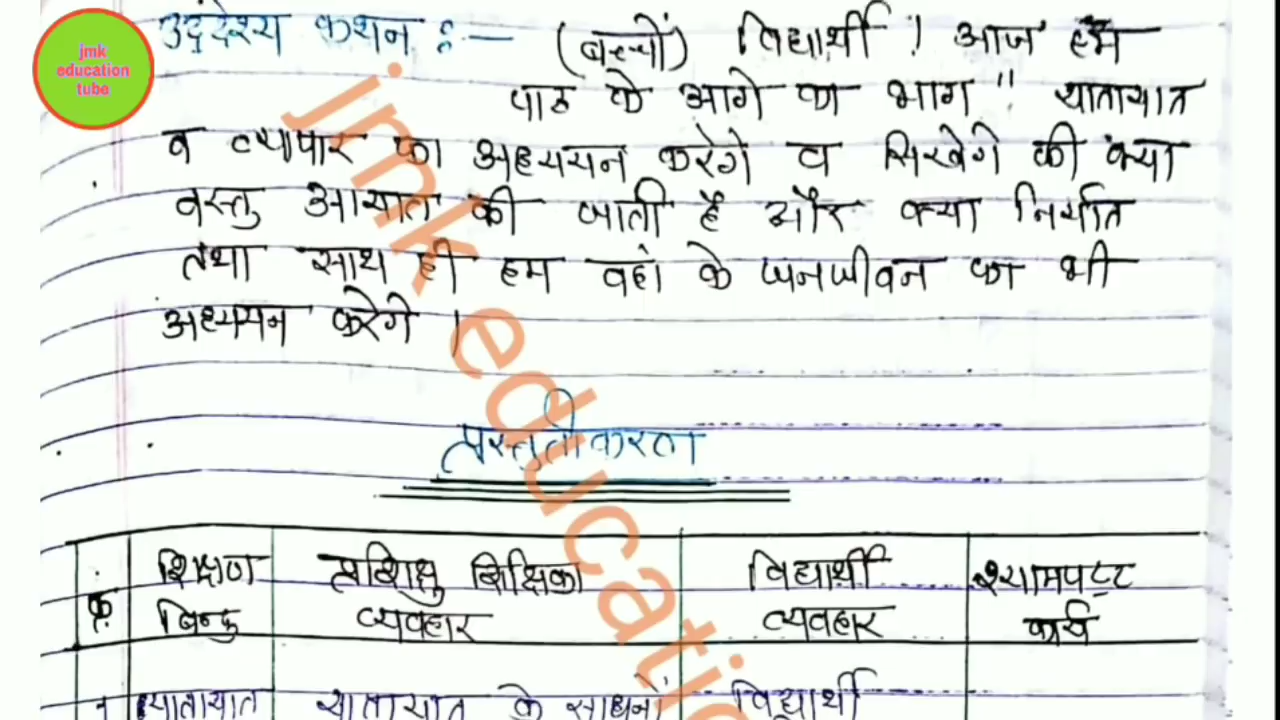 jmk
education
tube
उद्देश्य कथन :— (बच्चों) विद्यार्थी ! आज हम
पाठ के आगे का भाग " यातायात
व व्यापार का अध्ययन करेगे व सिखेगे की क्या
वस्तु आयात की जाती है और क्या निर्यात
तथा साथ ही हम वहां के जनजीवन का भी
अध्ययन करेगे ।
प्रस्तुतीकरण
क्र. शिक्षण बिन्दु प्रशिक्षु शिक्षिका व्यवहार विद्यार्थी व्यवहार श्यामपट्ट कार्य
1 यातायात यातायात के साधनों विद्यार्थी
jmk educati